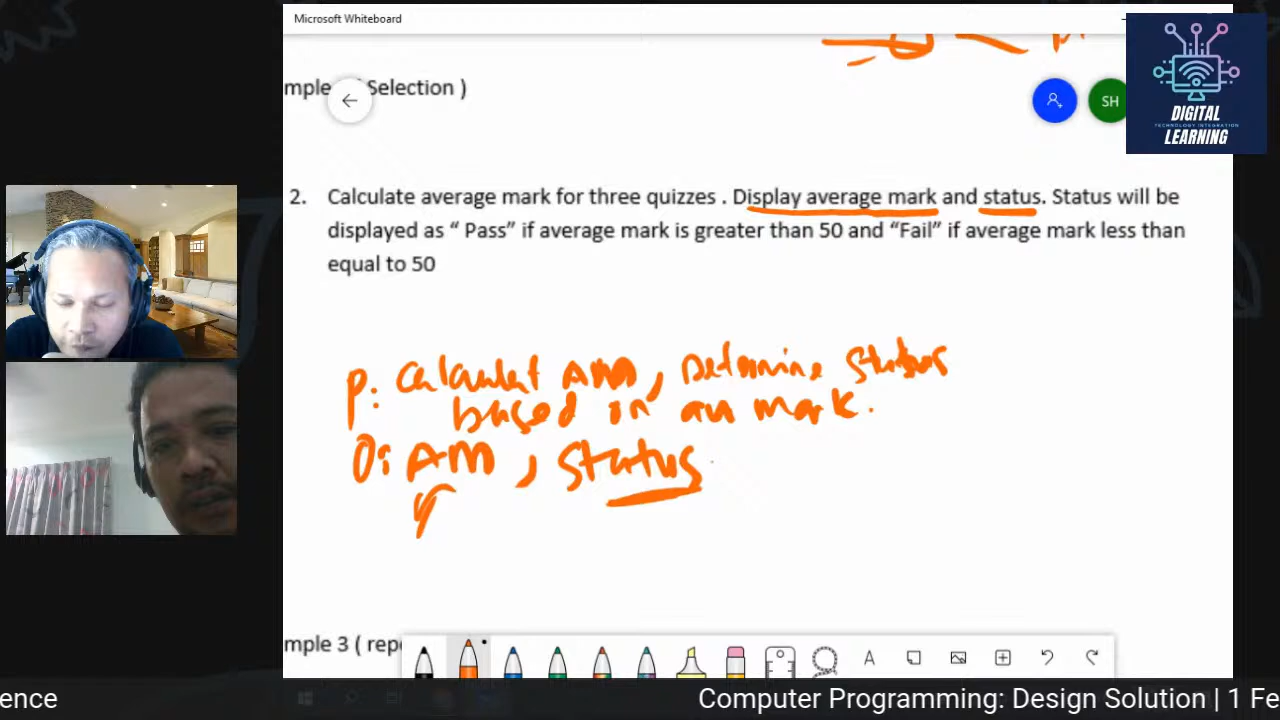 Microsoft Whiteboard
mple
Selection )
SH
DIGITAL
TECHNOLOGY INTEGRATION
LEARNING
2. Calculate average mark for three quizzes . Display average mark and status. Status will be
displayed as “ Pass” if average mark is greater than 50 and “Fail” if average mark less than
equal to 50
P: Calculat AM, Determine Status
based in av mark.
O: AM, Status
mple 3 ( rep
A
ence
Computer Programming: Design Solution | 1 Fe